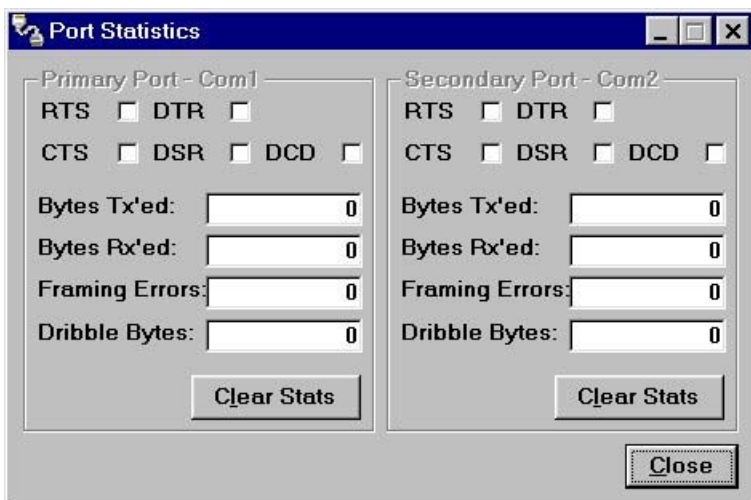 Port Statistics
Primary Port - Com1
RTS DTR
CTS DSR DCD
Bytes Tx'ed: 0
Bytes Rx'ed: 0
Framing Errors: 0
Dribble Bytes: 0
Clear Stats
Secondary Port - Com2
RTS DTR
CTS DSR DCD
Bytes Tx'ed: 0
Bytes Rx'ed: 0
Framing Errors: 0
Dribble Bytes: 0
Clear Stats
Close